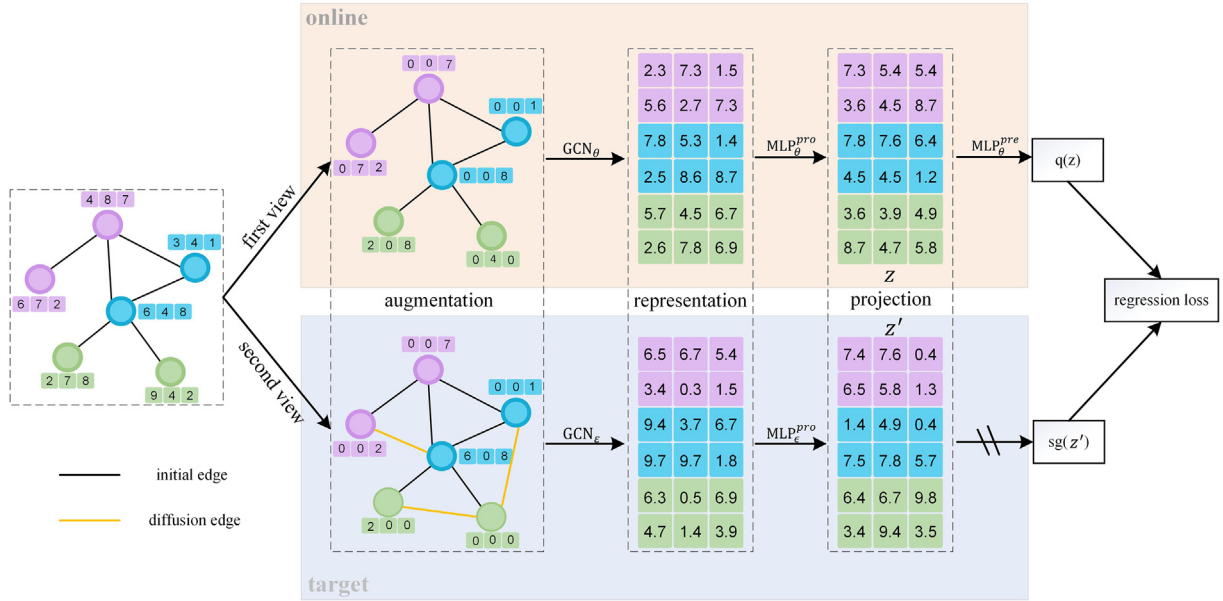 online
4 8 7
3 4 1
6 7 2
6 4 8
2 7 8
9 4 2
initial edge
diffusion edge
first view
second view
0 0 7
0 0 1
0 7 2
0 0 8
2 0 8
0 4 0
GCN_θ
2.3 7.3 1.5
5.6 2.7 7.3
7.8 5.3 1.4
2.5 8.6 8.7
5.7 4.5 6.7
2.6 7.8 6.9
MLP_θ^pro
7.3 5.4 5.4
3.6 4.5 8.7
7.8 7.6 6.4
4.5 4.5 1.2
3.6 3.9 4.9
8.7 4.7 5.8
z
MLP_θ^pre
q(z)
augmentation
representation
projection
regression loss
z′
0 0 7
0 0 1
0 0 2
6 0 8
2 0 0
0 0 0
GCN_ε
6.5 6.7 5.4
3.4 0.3 1.5
9.4 3.7 6.7
9.7 9.7 1.8
6.3 0.5 6.9
4.7 1.4 3.9
MLP_ϵ^pro
7.4 7.6 0.4
6.5 5.8 1.3
1.4 4.9 0.4
7.5 7.8 5.7
6.4 6.7 9.8
3.4 9.4 3.5
sg(z′)
target